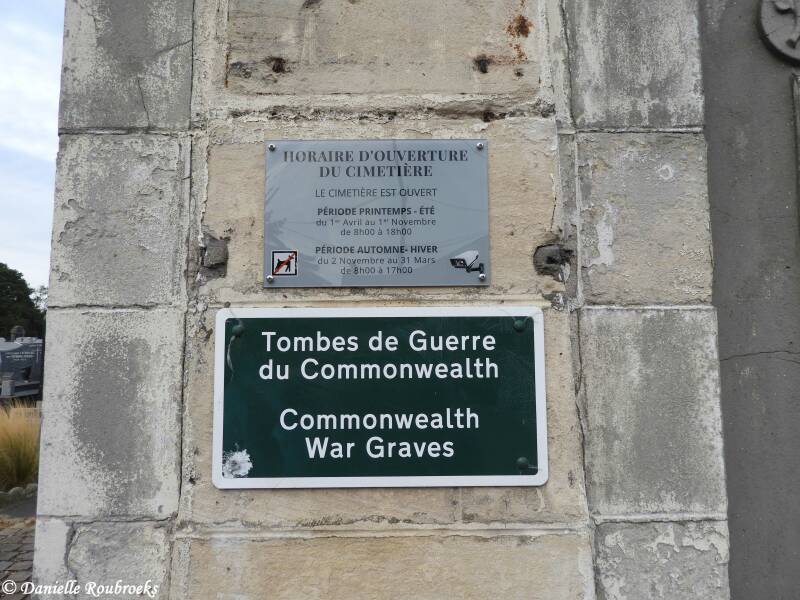 HORAIRE D'OUVERTURE
DU CIMETIÈRE
LE CIMETIÈRE EST OUVERT
PÉRIODE PRINTEMPS - ÉTÉ
du 1er Avril au 1er Novembre
de 8h00 à 18h00
PÉRIODE AUTOMNE- HIVER
du 2 Novembre au 31 Mars
de 8h00 à 17h00
Tombes de Guerre
du Commonwealth
Commonwealth
War Graves
© Danielle Roubroeks